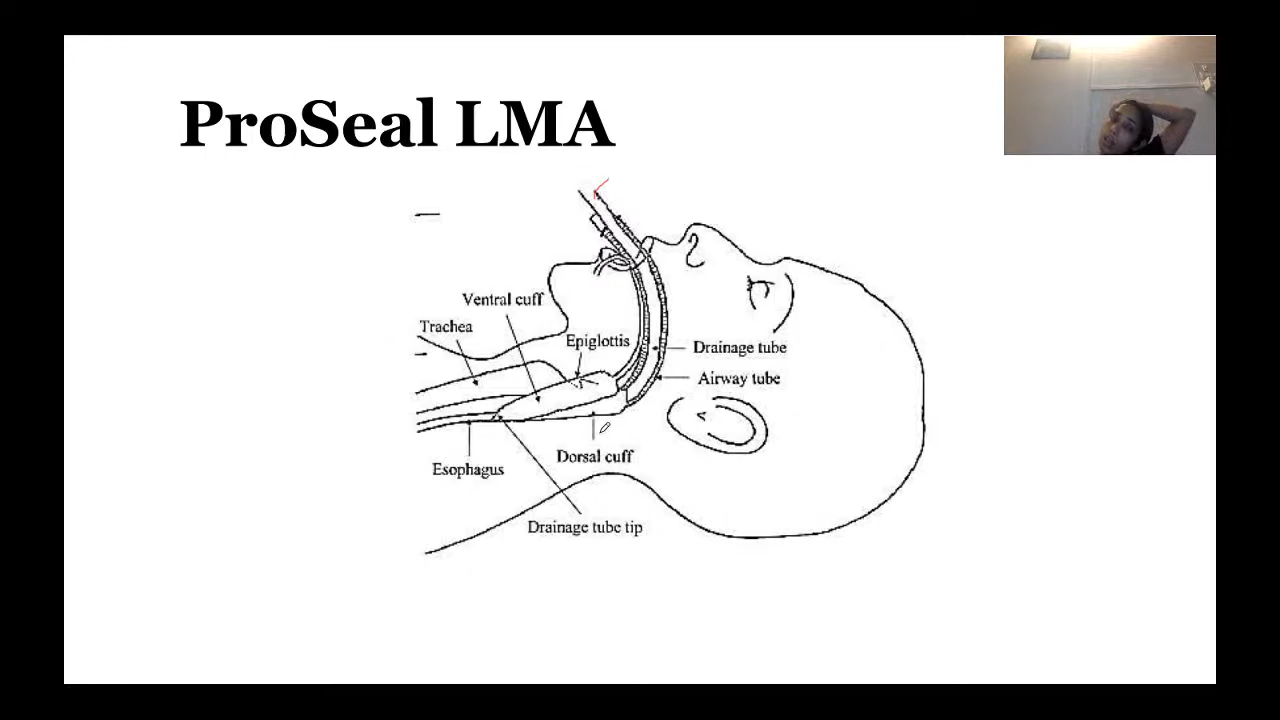 ProSeal LMA
Ventral cuff
Trachea
Epiglottis
Drainage tube
Airway tube
Dorsal cuff
Esophagus
Drainage tube tip